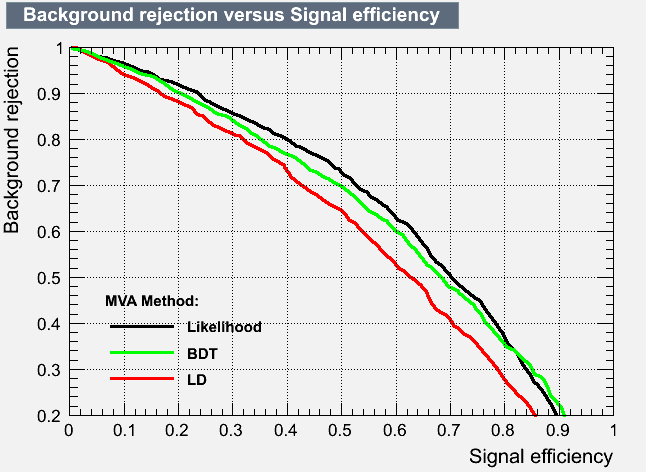 Background rejection versus Signal efficiency
Background rejection
1
0.9
0.8
0.7
0.6
0.5
0.4
0.3
0.2
MVA Method:
Likelihood
BDT
LD
0 0.1 0.2 0.3 0.4 0.5 0.6 0.7 0.8 0.9 1
Signal efficiency